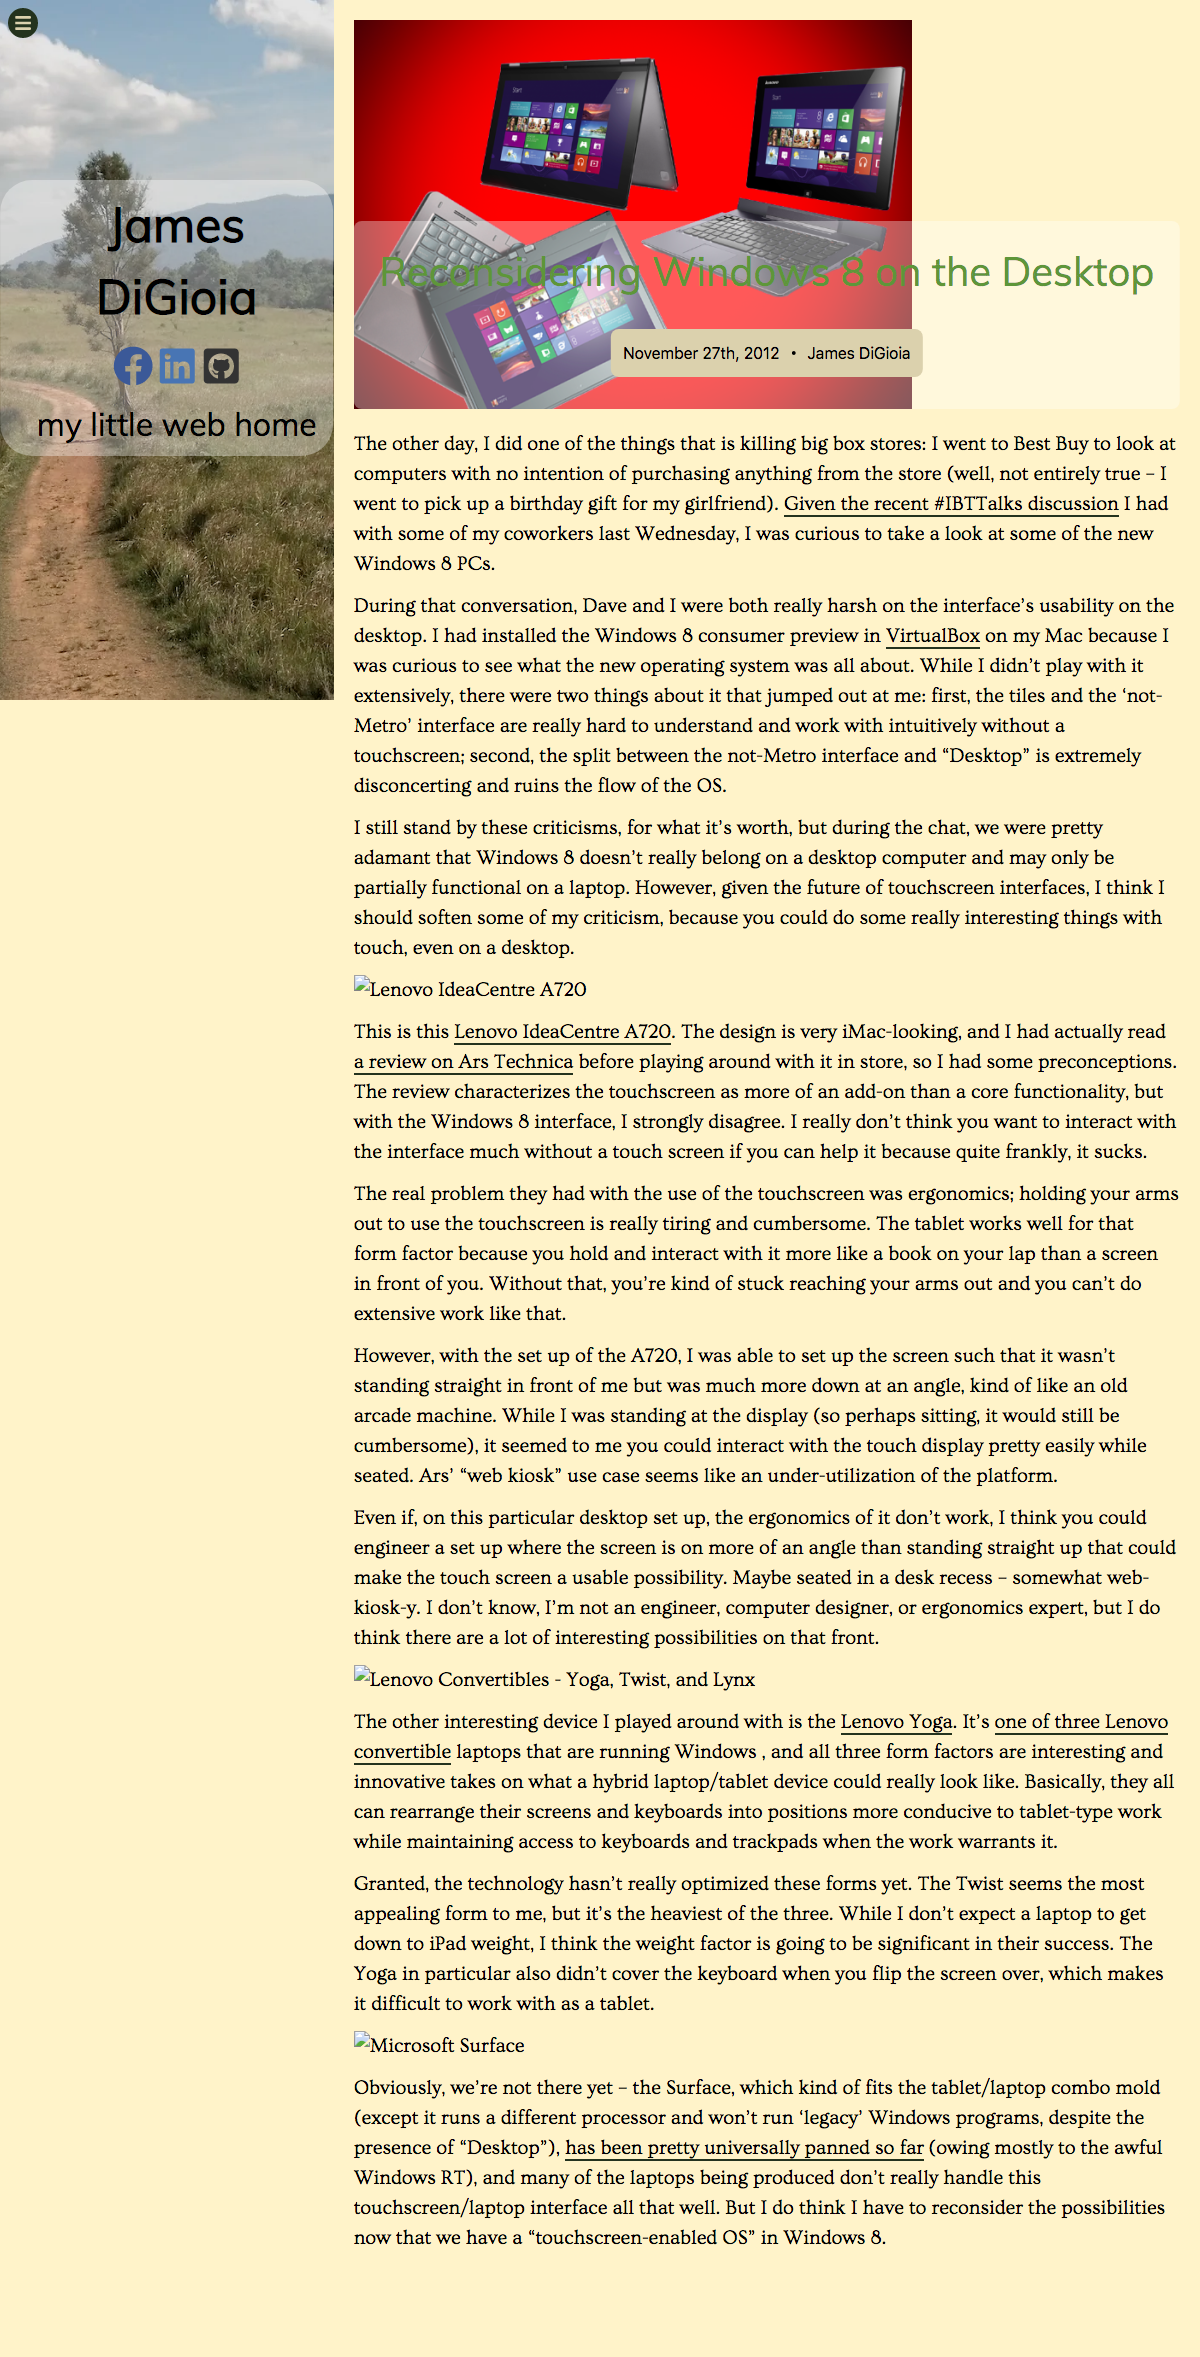 James
DiGioia
my little web home
Start
Start
lenovo
Reconsidering Windows 8 on the Desktop
November 27th, 2012 • James DiGioia
The other day, I did one of the things that is killing big box stores: I went to Best Buy to look at
computers with no intention of purchasing anything from the store (well, not entirely true – I
went to pick up a birthday gift for my girlfriend). Given the recent #IBTTalks discussion I had
with some of my coworkers last Wednesday, I was curious to take a look at some of the new
Windows 8 PCs.
During that conversation, Dave and I were both really harsh on the interface’s usability on the
desktop. I had installed the Windows 8 consumer preview in VirtualBox on my Mac because I
was curious to see what the new operating system was all about. While I didn’t play with it
extensively, there were two things about it that jumped out at me: first, the tiles and the ‘not-
Metro’ interface are really hard to understand and work with intuitively without a
touchscreen; second, the split between the not-Metro interface and “Desktop” is extremely
disconcerting and ruins the flow of the OS.
I still stand by these criticisms, for what it’s worth, but during the chat, we were pretty
adamant that Windows 8 doesn’t really belong on a desktop computer and may only be
partially functional on a laptop. However, given the future of touchscreen interfaces, I think I
should soften some of my criticism, because you could do some really interesting things with
touch, even on a desktop.
Lenovo IdeaCentre A720
This is this Lenovo IdeaCentre A720. The design is very iMac-looking, and I had actually read
a review on Ars Technica before playing around with it in store, so I had some preconceptions.
The review characterizes the touchscreen as more of an add-on than a core functionality, but
with the Windows 8 interface, I strongly disagree. I really don’t think you want to interact with
the interface much without a touch screen if you can help it because quite frankly, it sucks.
The real problem they had with the use of the touchscreen was ergonomics; holding your arms
out to use the touchscreen is really tiring and cumbersome. The tablet works well for that
form factor because you hold and interact with it more like a book on your lap than a screen
in front of you. Without that, you’re kind of stuck reaching your arms out and you can’t do
extensive work like that.
However, with the set up of the A720, I was able to set up the screen such that it wasn’t
standing straight in front of me but was much more down at an angle, kind of like an old
arcade machine. While I was standing at the display (so perhaps sitting, it would still be
cumbersome), it seemed to me you could interact with the touch display pretty easily while
seated. Ars’ “web kiosk” use case seems like an under-utilization of the platform.
Even if, on this particular desktop set up, the ergonomics of it don’t work, I think you could
engineer a set up where the screen is on more of an angle than standing straight up that could
make the touch screen a usable possibility. Maybe seated in a desk recess – somewhat web-
kiosk-y. I don’t know, I’m not an engineer, computer designer, or ergonomics expert, but I do
think there are a lot of interesting possibilities on that front.
Lenovo Convertibles - Yoga, Twist, and Lynx
The other interesting device I played around with is the Lenovo Yoga. It’s one of three Lenovo
convertible laptops that are running Windows , and all three form factors are interesting and
innovative takes on what a hybrid laptop/tablet device could really look like. Basically, they all
can rearrange their screens and keyboards into positions more conducive to tablet-type work
while maintaining access to keyboards and trackpads when the work warrants it.
Granted, the technology hasn’t really optimized these forms yet. The Twist seems the most
appealing form to me, but it’s the heaviest of the three. While I don’t expect a laptop to get
down to iPad weight, I think the weight factor is going to be significant in their success. The
Yoga in particular also didn’t cover the keyboard when you flip the screen over, which makes
it difficult to work with as a tablet.
Microsoft Surface
Obviously, we’re not there yet – the Surface, which kind of fits the tablet/laptop combo mold
(except it runs a different processor and won’t run ‘legacy’ Windows programs, despite the
presence of “Desktop”), has been pretty universally panned so far (owing mostly to the awful
Windows RT), and many of the laptops being produced don’t really handle this
touchscreen/laptop interface all that well. But I do think I have to reconsider the possibilities
now that we have a “touchscreen-enabled OS” in Windows 8.